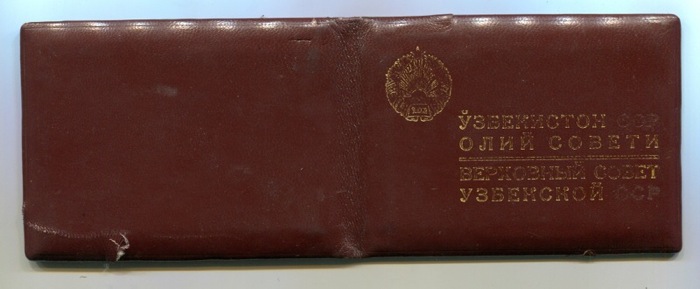 ЎЗБЕКИСТОН ССР
ОЛИЙ СОВЕТИ
ВЕРХОВНЫЙ СОВЕТ
УЗБЕКСКОЙ ССР